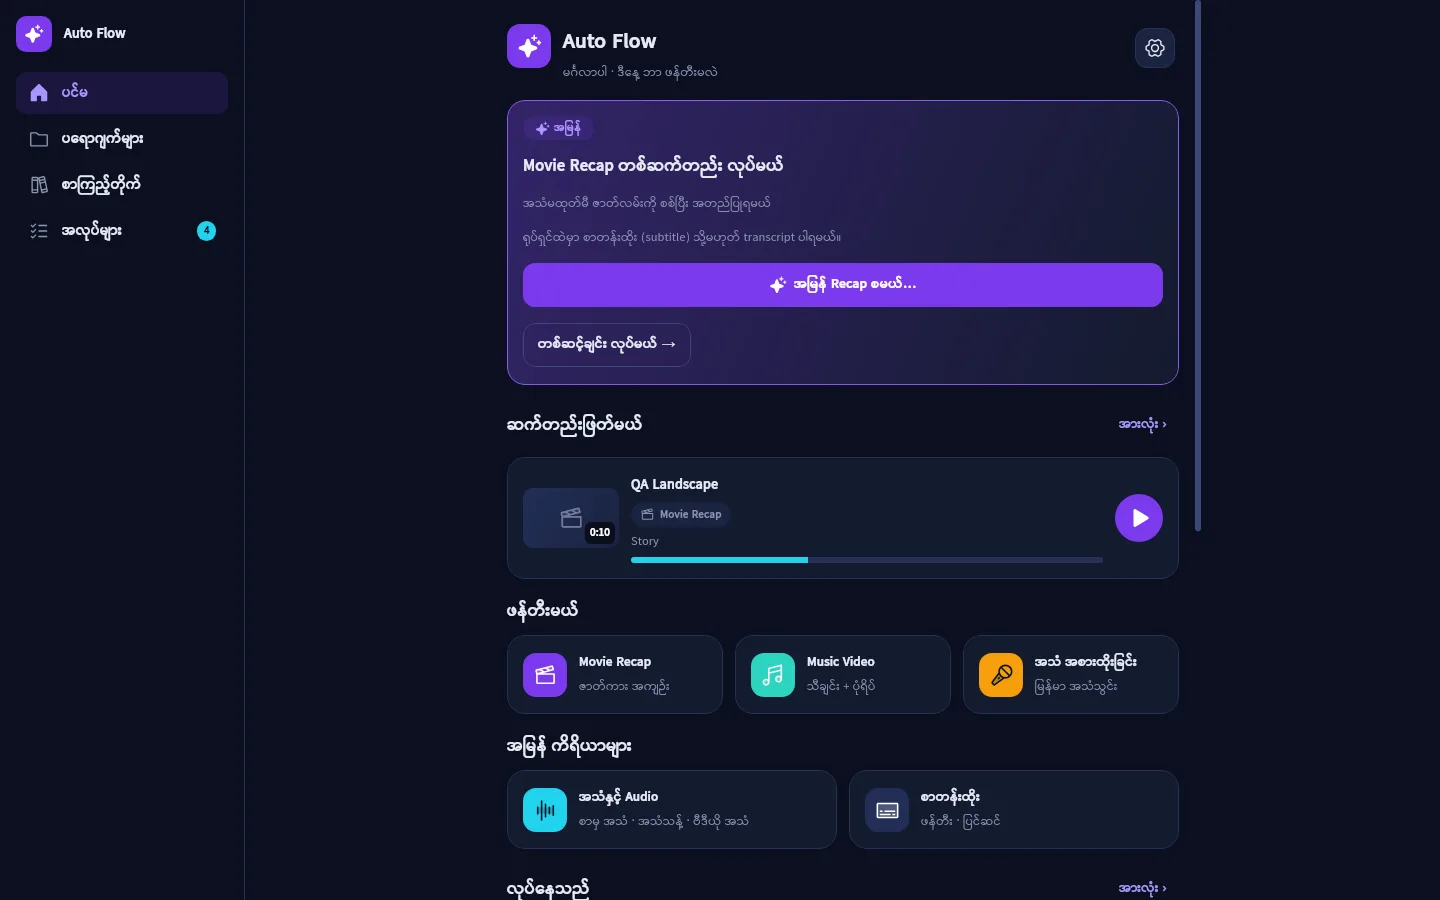 Auto Flow
ပင်မ
ပရောဂျက်များ
စာကြည့်တိုက်
အလုပ်များ
4
Auto Flow
မင်္ဂလာပါ · ဒီနေ့ ဘာ ဖန်တီးမလဲ
အမြန်
Movie Recap တစ်ဆက်တည်း လုပ်မယ်
အသံမထုတ်မီ ဇာတ်လမ်းကို စစ်ပြီး အတည်ပြုရမယ်
ရုပ်ရှင်ထဲမှာ စာတန်းထိုး (subtitle) သို့မဟုတ် transcript ပါရမယ်။
အမြန် Recap စမယ်...
တစ်ဆင့်ချင်း လုပ်မယ် →
ဆက်တည်းဖြတ်မယ်
အားလုံး ›
QA Landscape
Movie Recap
0:10
Story
ဖန်တီးမယ်
Movie Recap
ဇာတ်ကား အကျဉ်း
Music Video
သီချင်း + ပုံရိပ်
အသံ အစားထိုးခြင်း
မြန်မာ အသံသွင်း
အမြန် ကိရိယာများ
အသံနှင့် Audio
စာမှ အသံ · အသံသန့် · ဗီဒီယို အသံ
စာတန်းထိုး
ဖန်တီး · ပြင်ဆင်
လုပ်နေသည်
အားလုံး ›